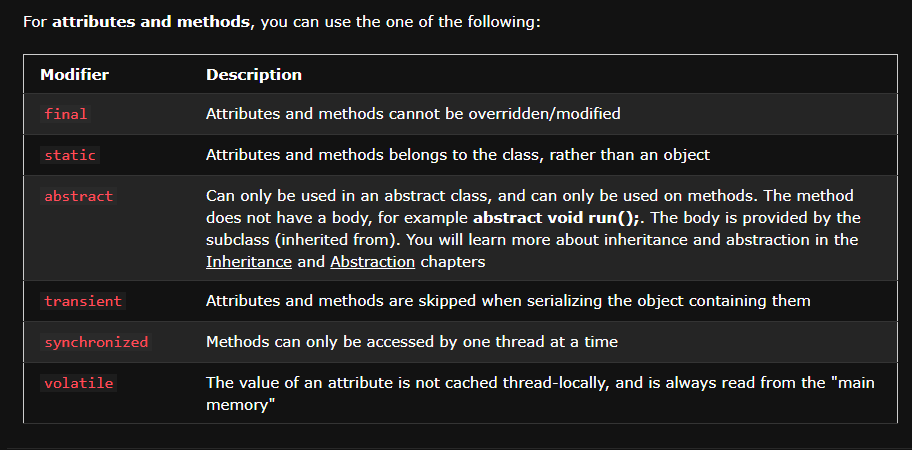 For attributes and methods, you can use the one of the following:
Modifier Description
final Attributes and methods cannot be overridden/modified
static Attributes and methods belongs to the class, rather than an object
abstract Can only be used in an abstract class, and can only be used on methods. The method
does not have a body, for example abstract void run();. The body is provided by the
subclass (inherited from). You will learn more about inheritance and abstraction in the
Inheritance and Abstraction chapters
transient Attributes and methods are skipped when serializing the object containing them
synchronized Methods can only be accessed by one thread at a time
volatile The value of an attribute is not cached thread-locally, and is always read from the "main
memory"